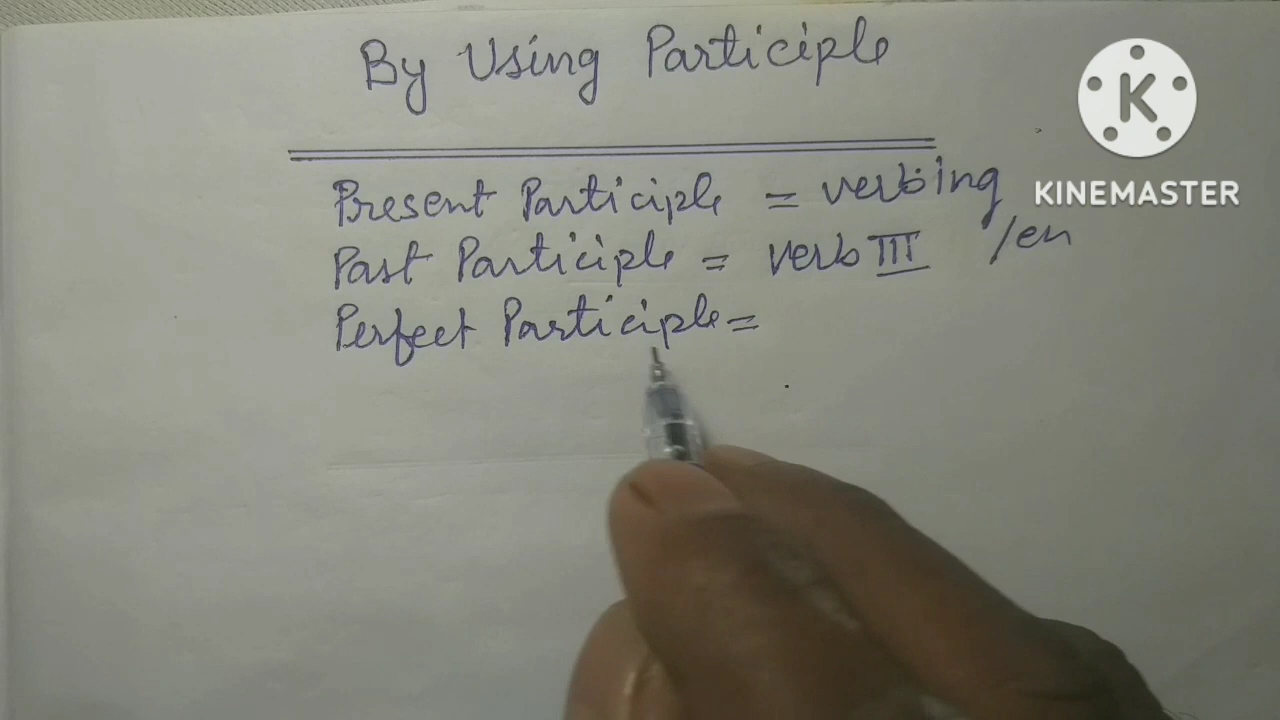 By Using Participle
Present Participle = verbing
Past Participle = verb III /en
Perfect Participle =
K
KINEMASTER